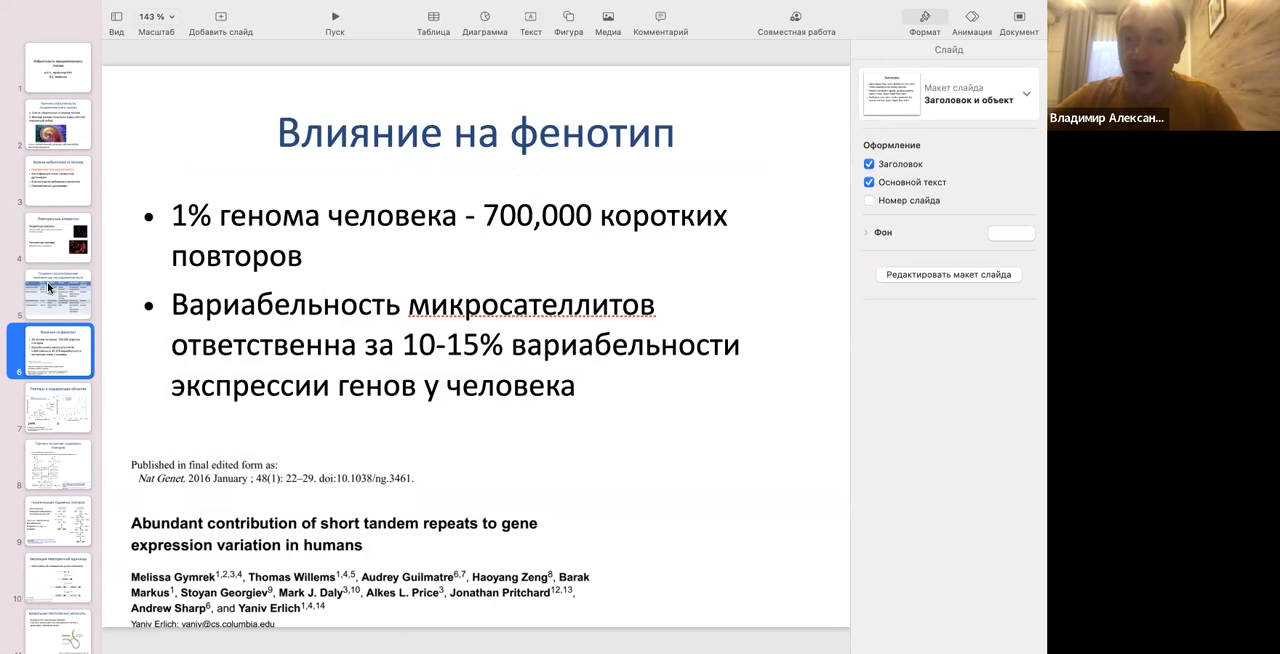 143 %
Вид
Масштаб
Добавить слайд
Пуск
Таблица
Диаграмма
Текст
Фигура
Медиа
Комментарий
Совместная работа
Формат
Анимация
Документ
Слайд
Макет слайда
Заголовок и объект
Оформление
Заголовок
Основной текст
Номер слайда
Фон
Редактировать макет слайда
Владимир Алексан...
1
2
3
4
5
6
7
8
9
10
Влияние на фенотип
• 1% генома человека - 700,000 коротких
повторов
• Вариабельность микросателлитов
ответственна за 10-15% вариабельности
экспрессии генов у человека
Published in final edited form as:
Nat Genet. 2016 January ; 48(1): 22–29. doi:10.1038/ng.3461.
Abundant contribution of short tandem repeats to gene
expression variation in humans
Melissa Gymrek1,2,3,4, Thomas Willems1,4,5, Audrey Guilmatre6,7, Haoyang Zeng8, Barak
Markus1, Stoyan Georgiev9, Mark J. Daly3,10, Alkes L. Price3, Jonathan Pritchard12,13,
Andrew Sharp6, and Yaniv Erlich1,4,14
Yaniv Erlich: yaniv@cs.columbia.edu